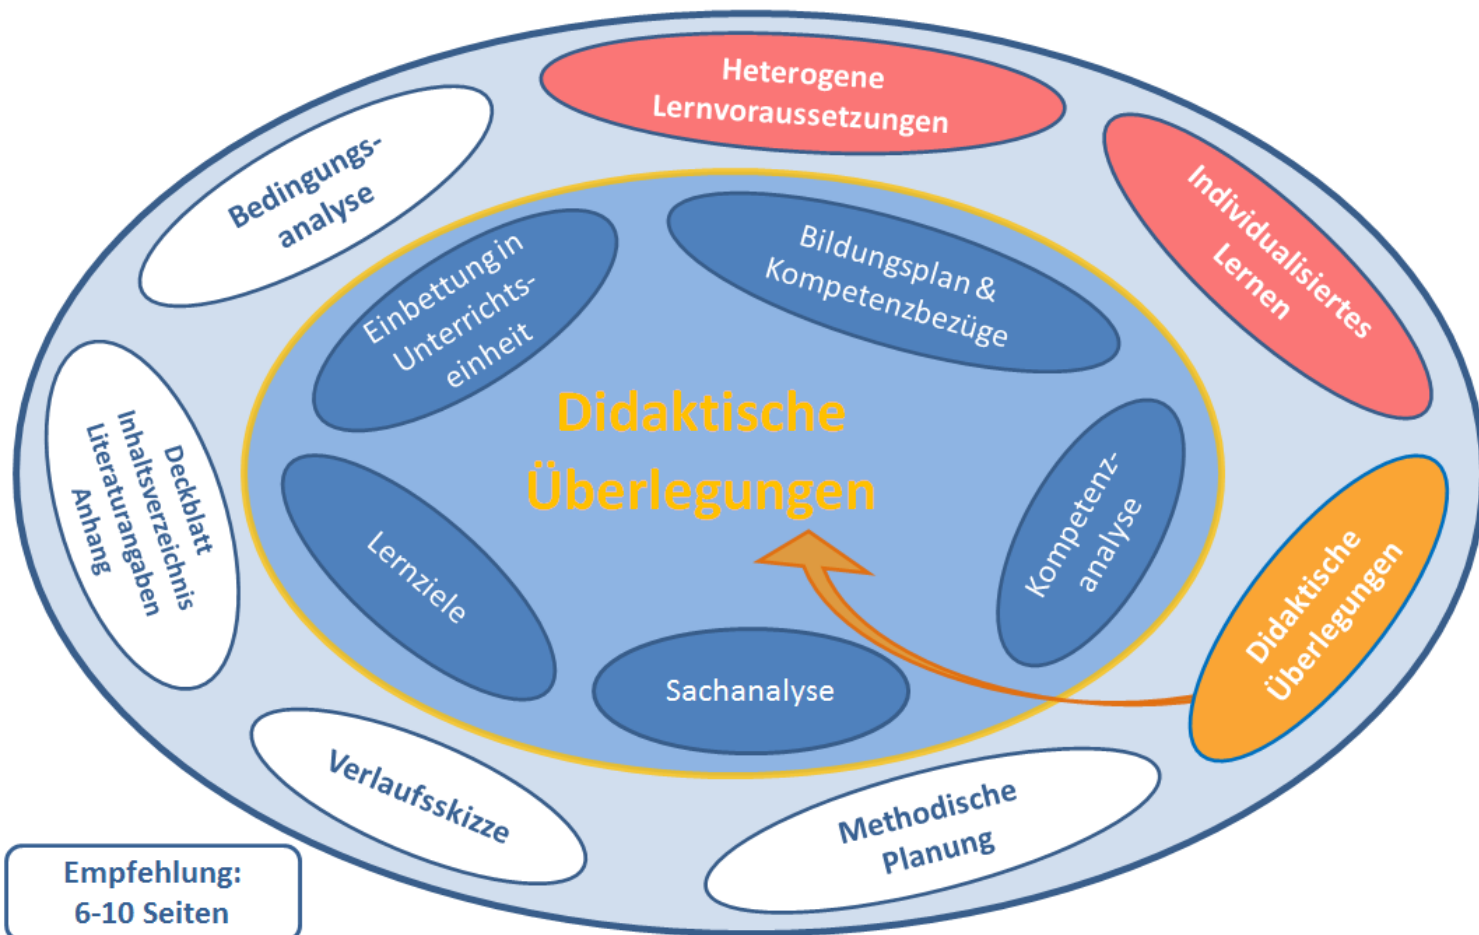 Heterogene
Lernvoraussetzungen
Individualisiertes
Lernen
Bedingungs-
analyse
Einbettung in
Unterrichts-
einheit
Bildungsplan &
Kompetenzbezüge
Didaktische
Überlegungen
Deckblatt
Inhaltsverzeichnis
Literaturangaben
Anhang
Lernziele
Kompetenz-
analyse
Didaktische
Überlegungen
Sachanalyse
Verlaufsskizze
Methodische
Planung
Empfehlung:
6-10 Seiten